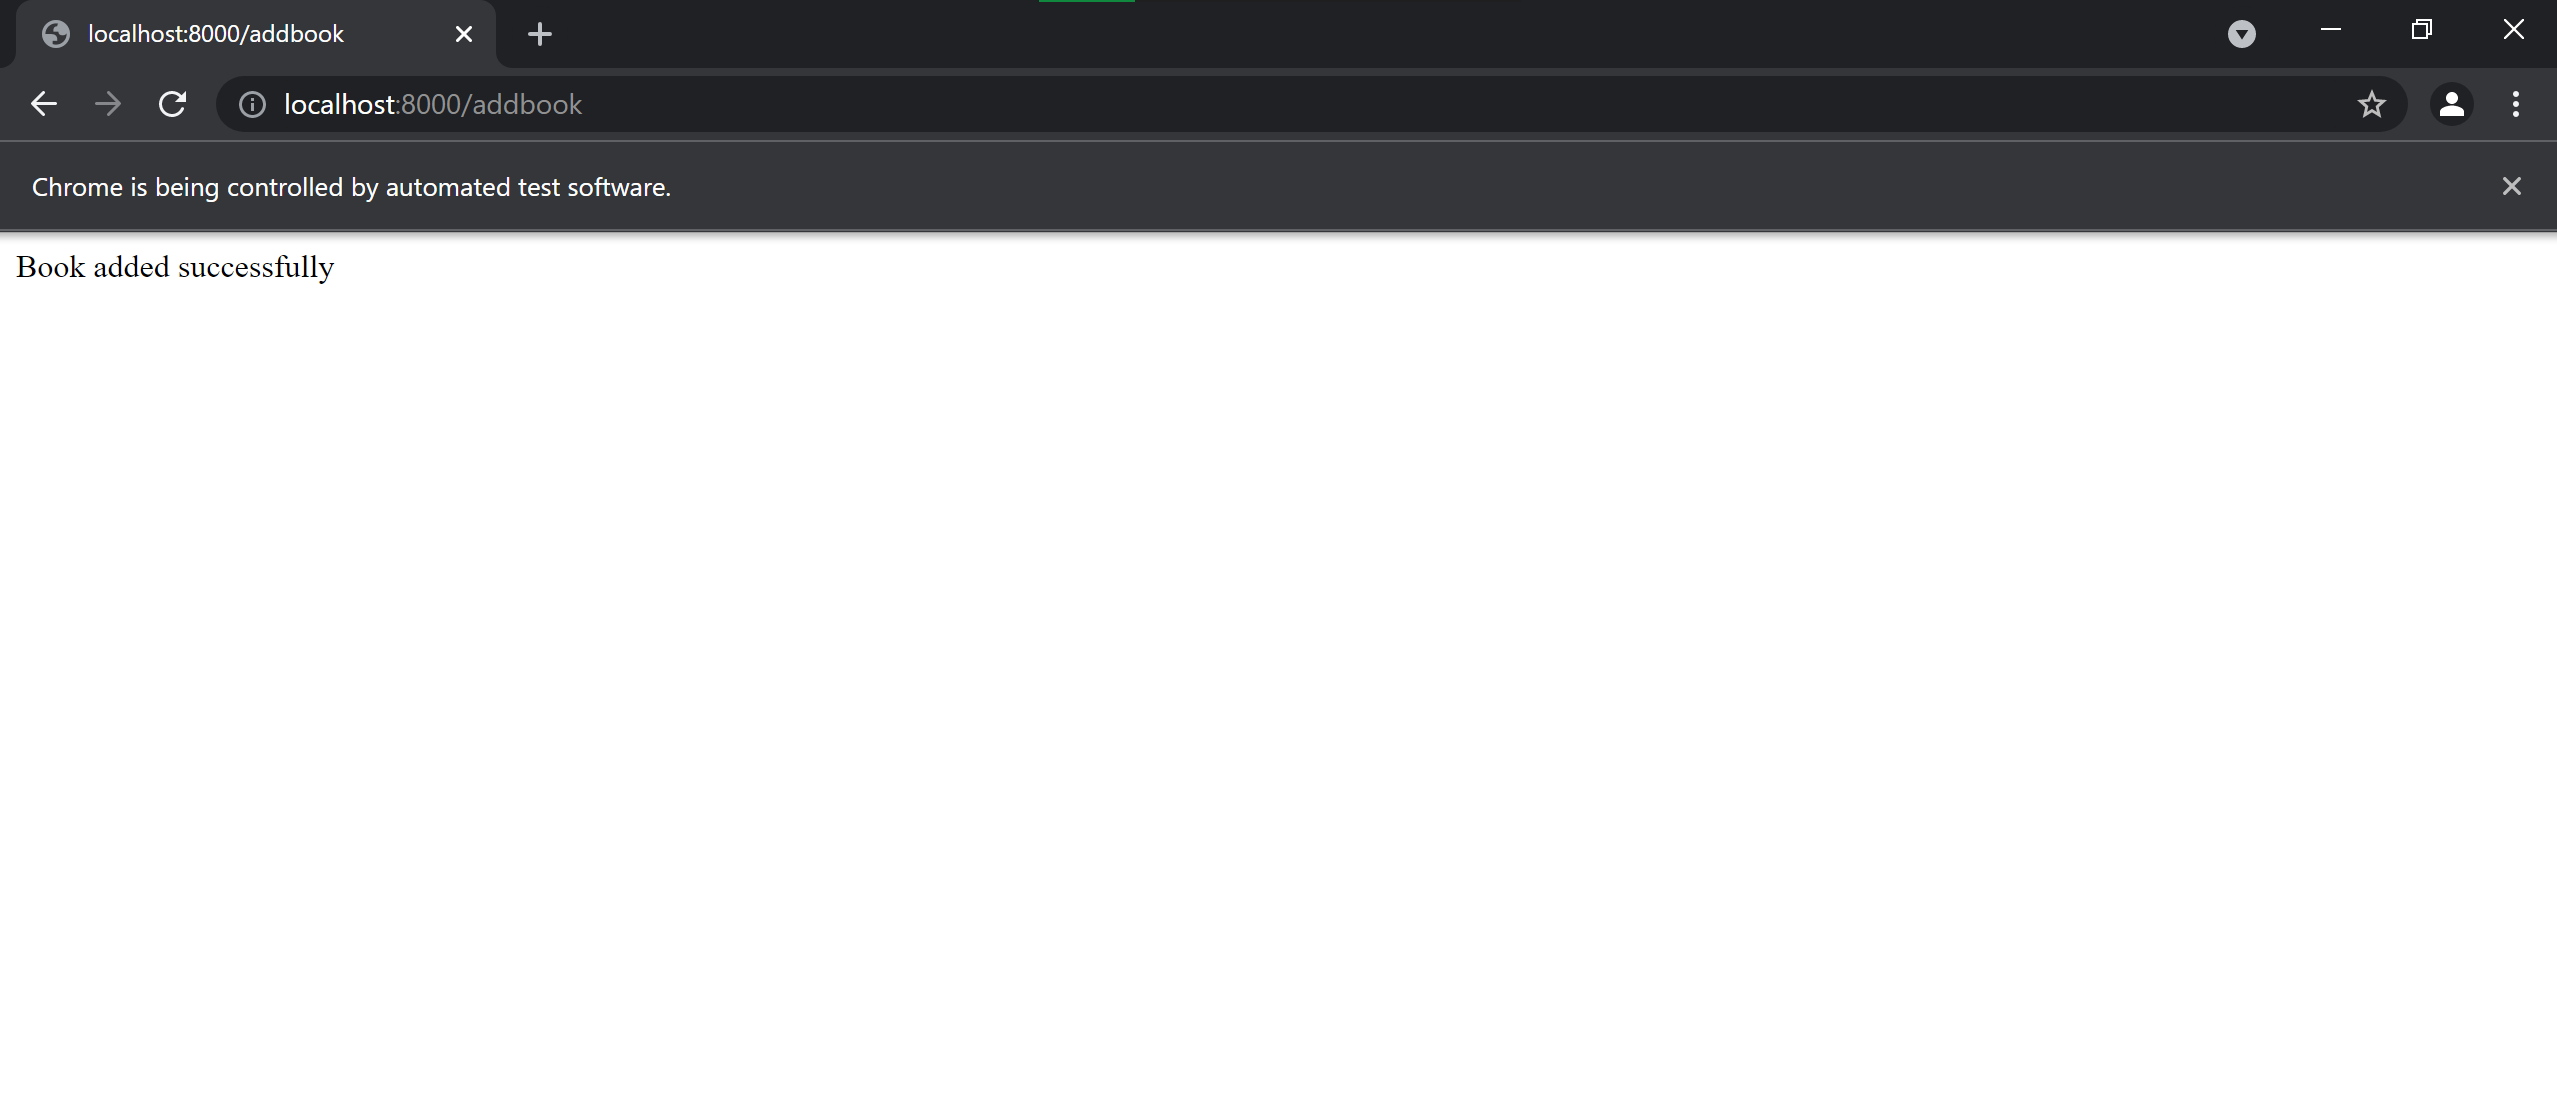 localhost:8000/addbook
localhost:8000/addbook
Chrome is being controlled by automated test software.
Book added successfully